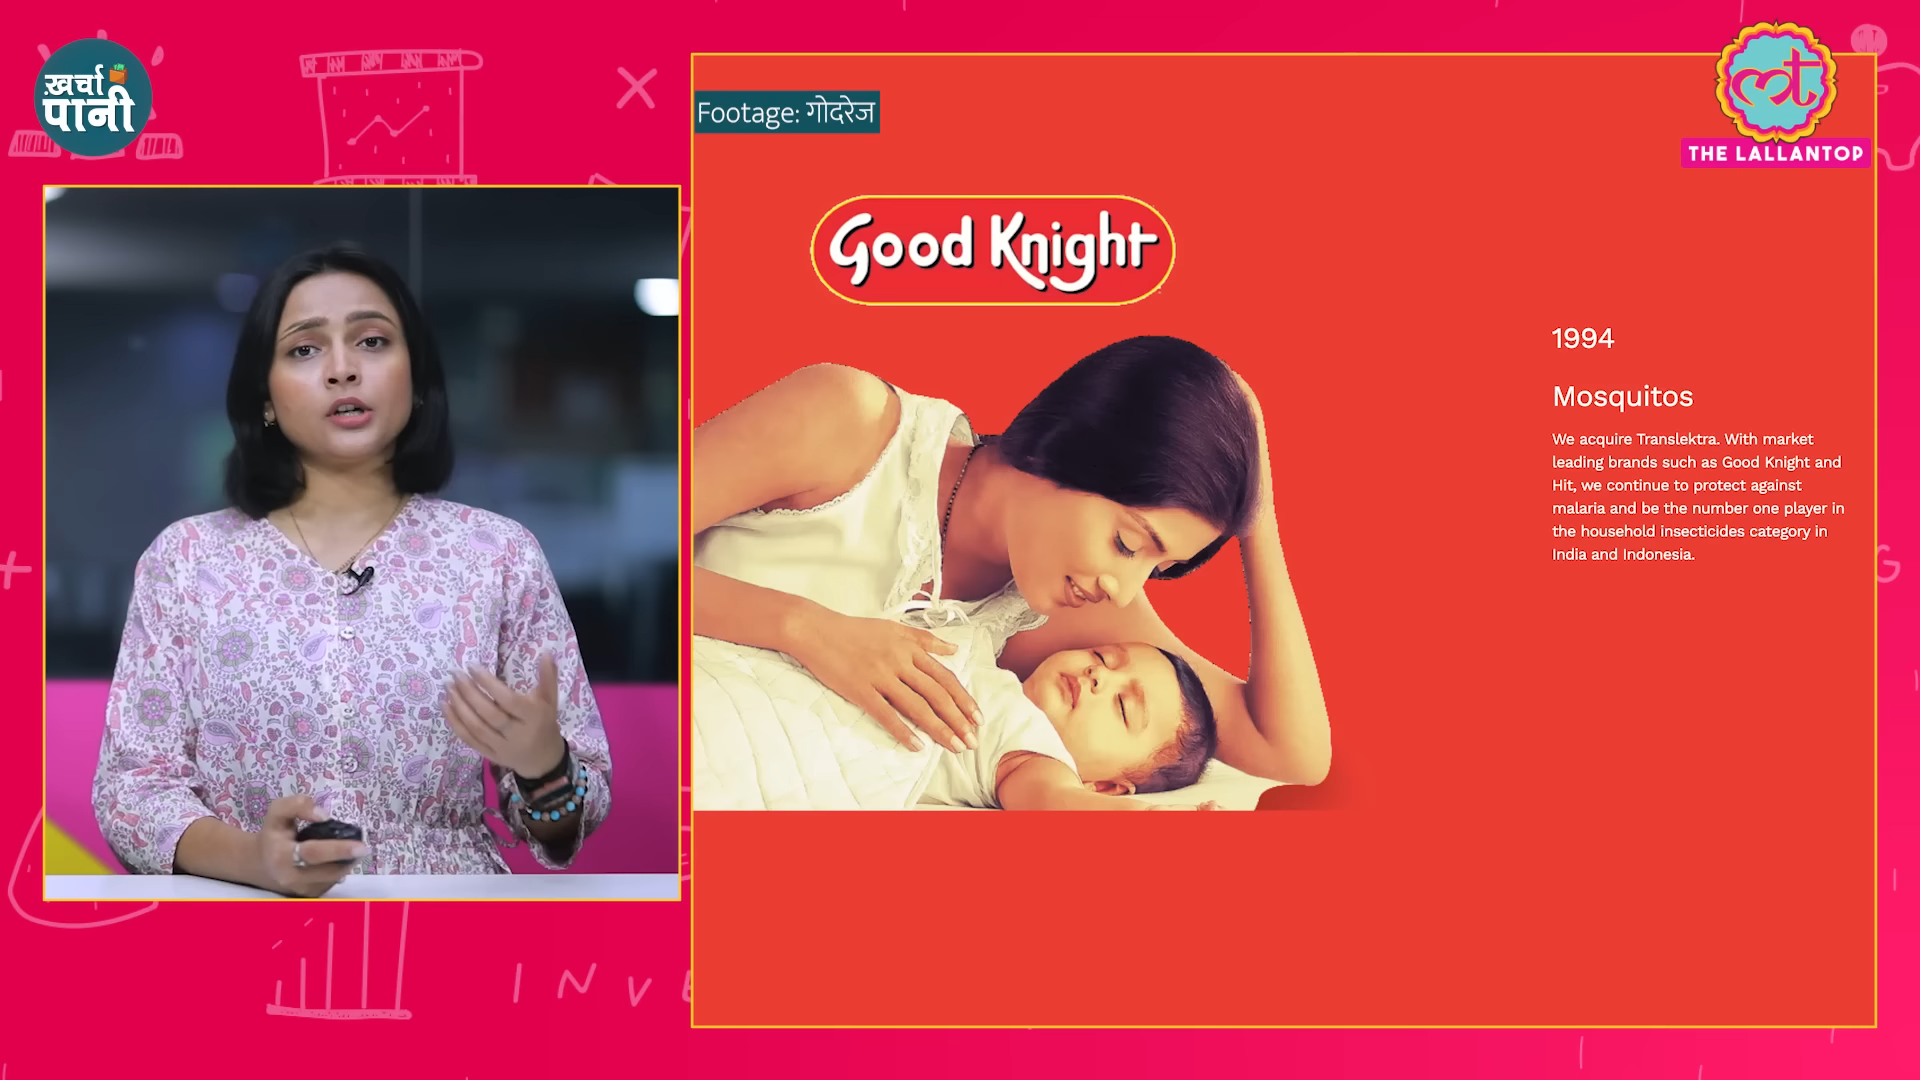 ख़र्चा
पानी
Footage: गोदरेज
THE LALLANTOP
Good Knight
1994
Mosquitos
We acquire Translektra. With market
leading brands such as Good Knight and
Hit, we continue to protect against
malaria and be the number one player in
the household insecticides category in
India and Indonesia.
INVE